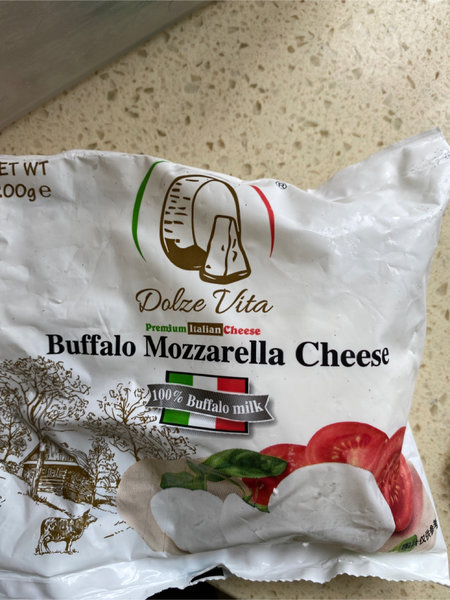 ET WT
00g e
®
Dolze Vita
Premium Italian Cheese
Buffalo Mozzarella Cheese
100% Buffalo milk